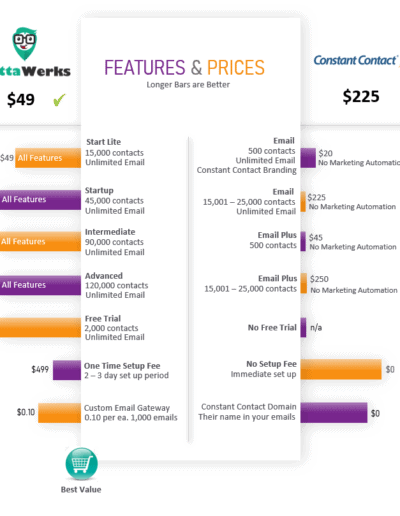 ttaWerks
$49
FEATURES & PRICES
Longer Bars are Better
Constant Contact
$225
$49
All Features
Start Lite
15,000 contacts
Unlimited Email
All Features
Startup
45,000 contacts
Unlimited Email
All Features
Intermediate
90,000 contacts
Unlimited Email
All Features
Advanced
120,000 contacts
Unlimited Email
Free Trial
2,000 contacts
Unlimited Email
$499
One Time Setup Fee
2 – 3 day set up period
$0.10
Custom Email Gateway
0.10 per ea. 1,000 emails
Email
500 contacts
Unlimited Email
Constant Contact Branding
$20
No Marketing Automation
Email
15,001 – 25,000 contacts
Unlimited Email
$225
No Marketing Automation
Email Plus
500 contacts
$45
No Marketing Automation
Email Plus
15,001 – 25,000 contacts
$250
No Marketing Automation
No Free Trial
n/a
No Setup Fee
Immediate set up
$0
Constant Contact Domain
Their name in your emails
$0
Best Value